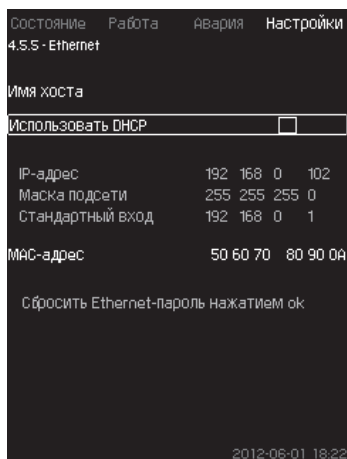 Состояние Работа Авария Настройки
4.5.5 - Ethernet
Имя хоста
Использовать DHCP
IP-адрес 192 168 0 102
Маска подсети 255 255 255 0
Стандартный вход 192 168 0 1
MAC-адрес 50 60 70 80 90 0A
Сбросить Ethernet-пароль нажатием ok
2012-06-01 18:22